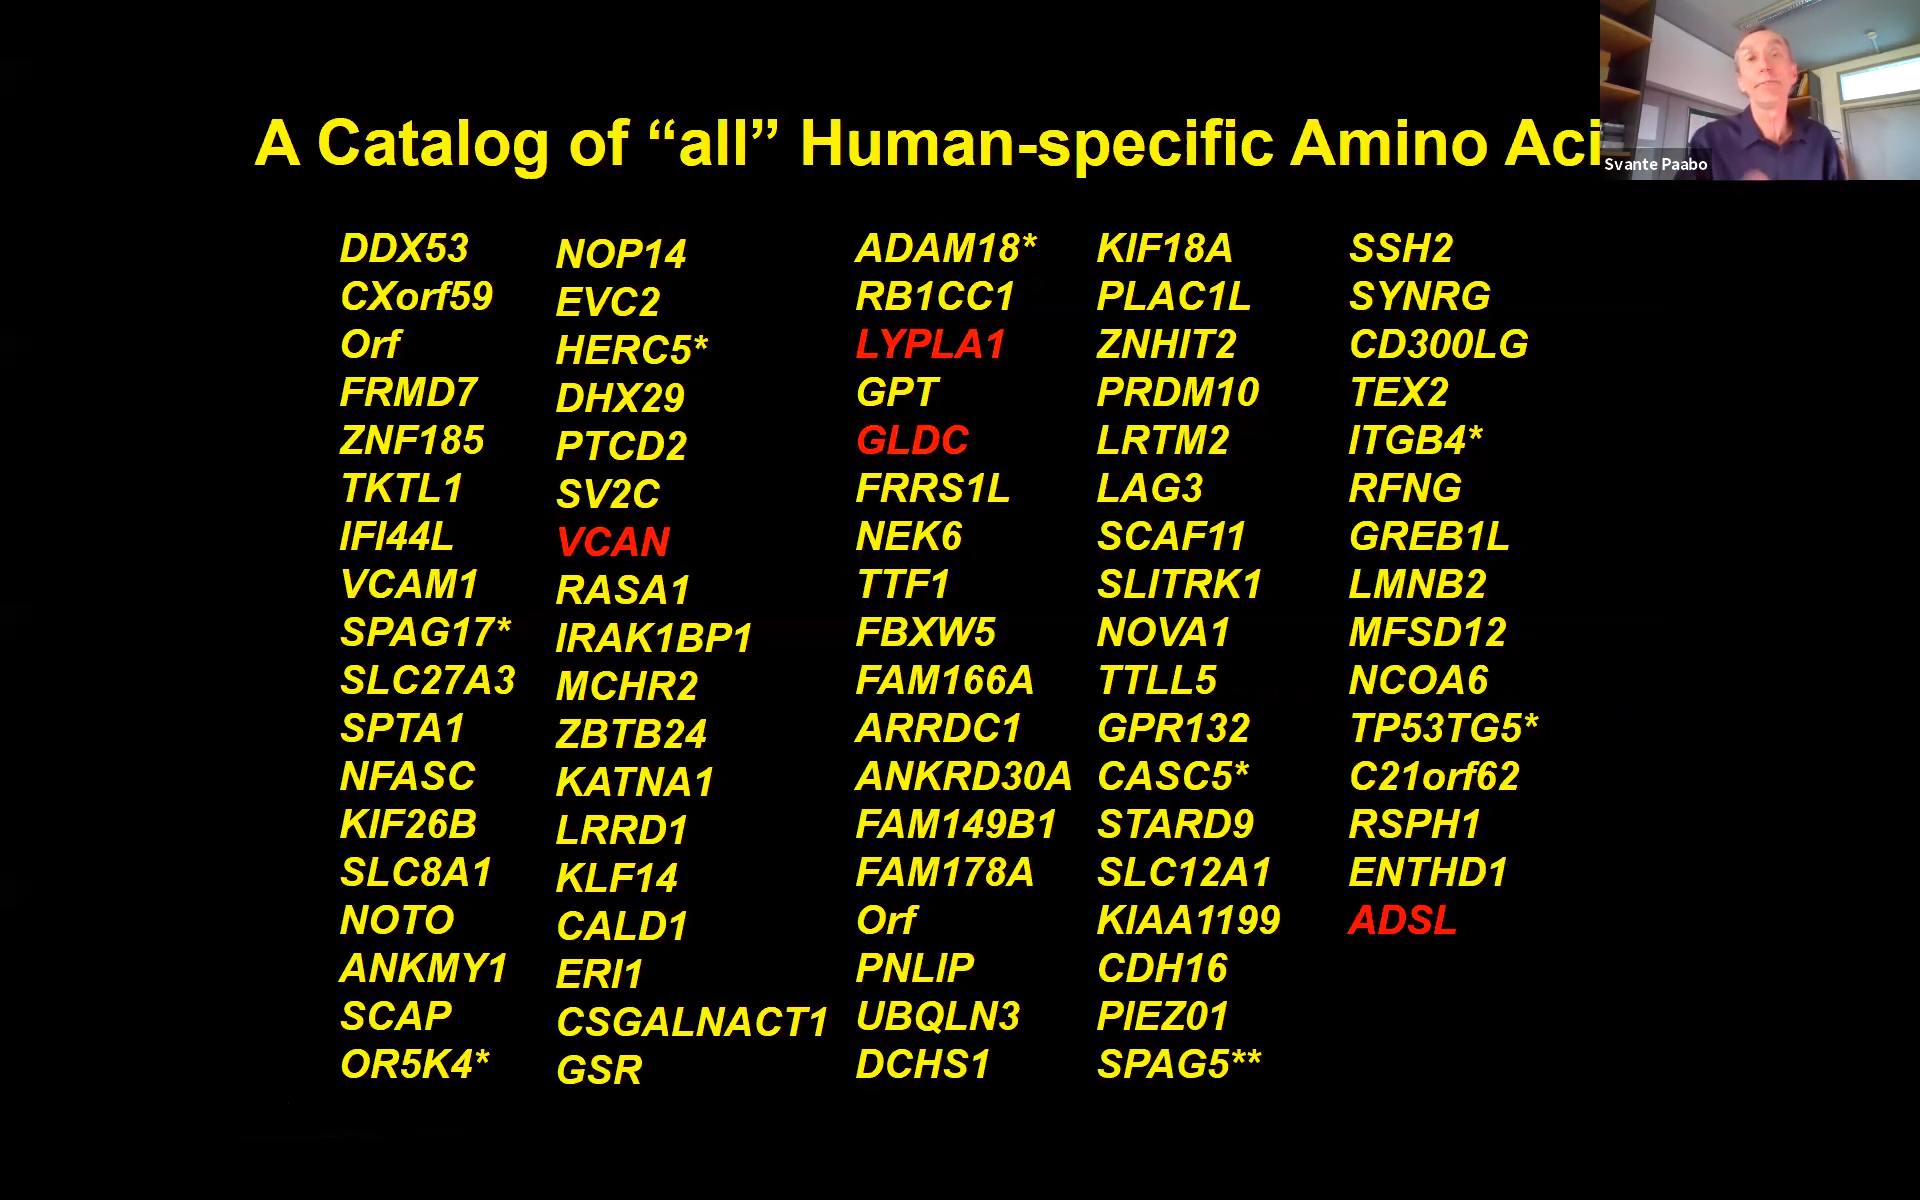 A Catalog of “all” Human-specific Amino Aci
Svante Paabo
DDX53
CXorf59
Orf
FRMD7
ZNF185
TKTL1
IFI44L
VCAM1
SPAG17*
SLC27A3
SPTA1
NFASC
KIF26B
SLC8A1
NOTO
ANKMY1
SCAP
OR5K4*
NOP14
EVC2
HERC5*
DHX29
PTCD2
SV2C
VCAN
RASA1
IRAK1BP1
MCHR2
ZBTB24
KATNA1
LRRD1
KLF14
CALD1
ERI1
CSGALNACT1
GSR
ADAM18*
RB1CC1
LYPLA1
GPT
GLDC
FRRS1L
NEK6
TTF1
FBXW5
FAM166A
ARRDC1
ANKRD30A
FAM149B1
FAM178A
Orf
PNLIP
UBQLN3
DCHS1
KIF18A
PLAC1L
ZNHIT2
PRDM10
LRTM2
LAG3
SCAF11
SLITRK1
NOVA1
TTLL5
GPR132
CASC5*
STARD9
SLC12A1
KIAA1199
CDH16
PIEZ01
SPAG5**
SSH2
SYNRG
CD300LG
TEX2
ITGB4*
RFNG
GREB1L
LMNB2
MFSD12
NCOA6
TP53TG5*
C21orf62
RSPH1
ENTHD1
ADSL